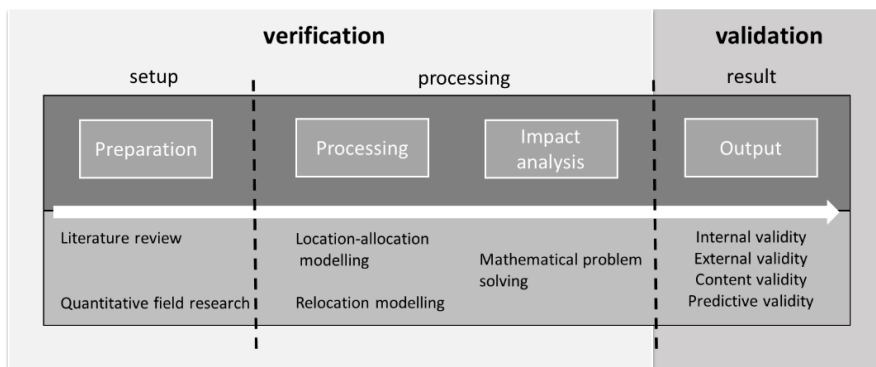 verification
validation
setup
processing
result
Preparation
Processing
Impact
analysis
Output
Literature review
Quantitative field research
Location-allocation
modelling
Relocation modelling
Mathematical problem
solving
Internal validity
External validity
Content validity
Predictive validity